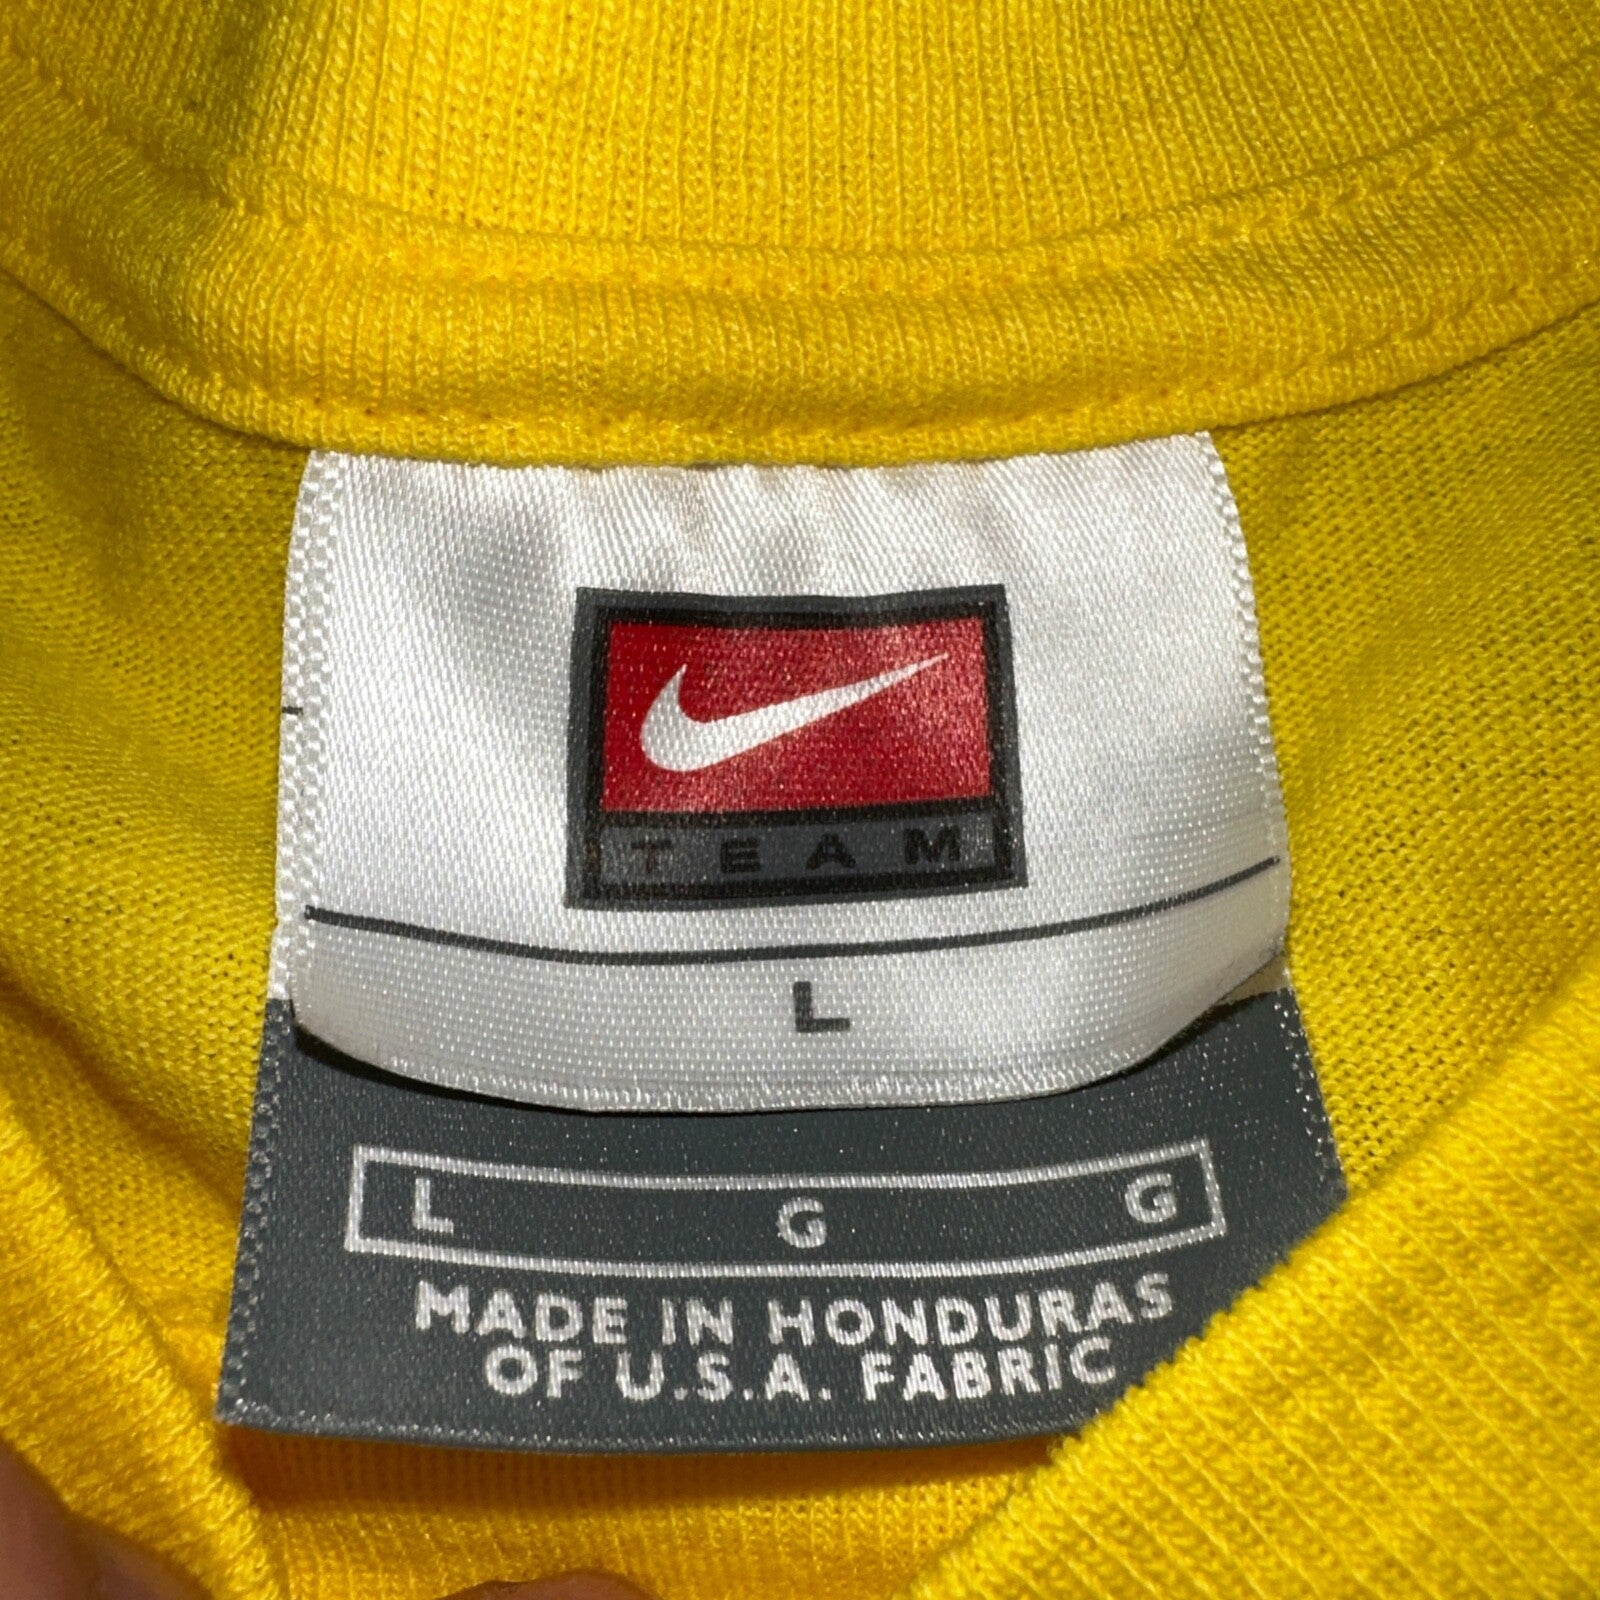 TEAM
L
L G G
MADE IN HONDURAS
OF U.S.A. FABRIC